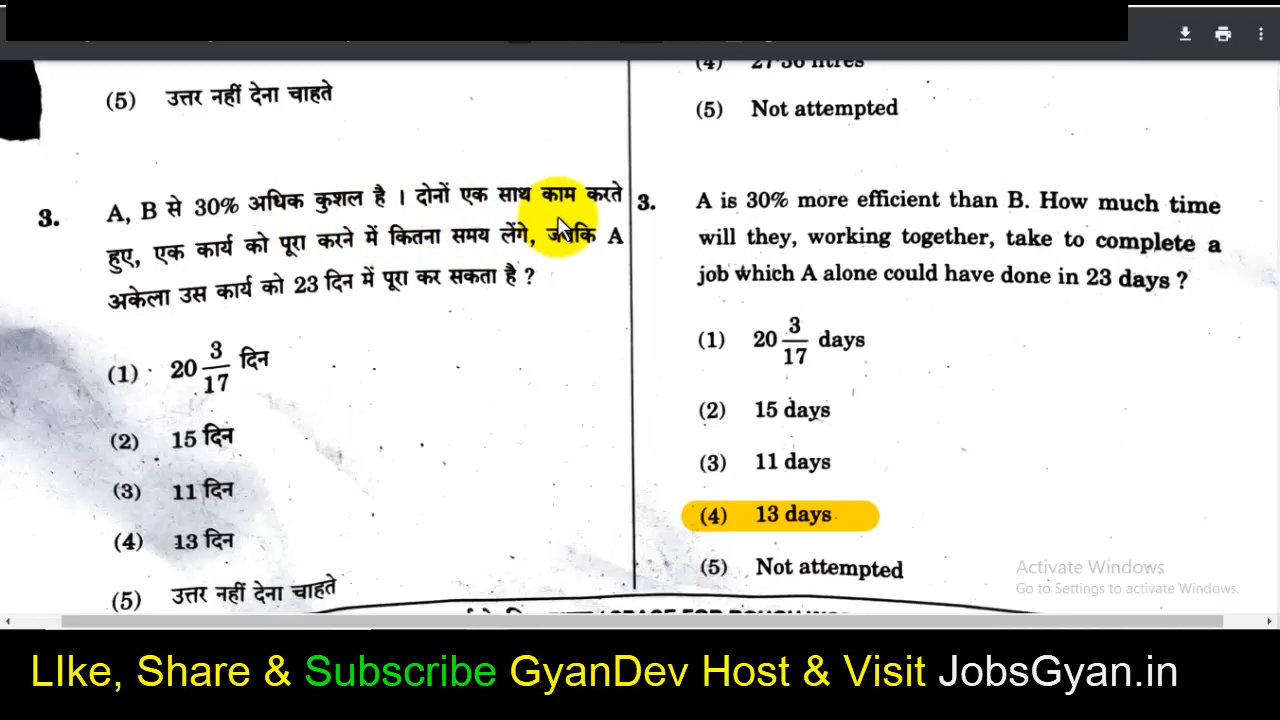 (5) उत्तर नहीं देना चाहते
3. A, B से 30% अधिक कुशल है । दोनों एक साथ काम करते
हुए, एक कार्य को पूरा करने में कितना समय लेंगे, जबकि A
अकेला उस कार्य को 23 दिन में पूरा कर सकता है ?
(1) 20 3/17 दिन
(2) 15 दिन
(3) 11 दिन
(4) 13 दिन
(5) उत्तर नहीं देना चाहते
(4) 27·36 litres
(5) Not attempted
3. A is 30% more efficient than B. How much time
will they, working together, take to complete a
job which A alone could have done in 23 days ?
(1) 20 3/17 days
(2) 15 days
(3) 11 days
(4) 13 days
(5) Not attempted
Activate Windows
Go to Settings to activate Windows.
LIke, Share & Subscribe GyanDev Host & Visit JobsGyan.in